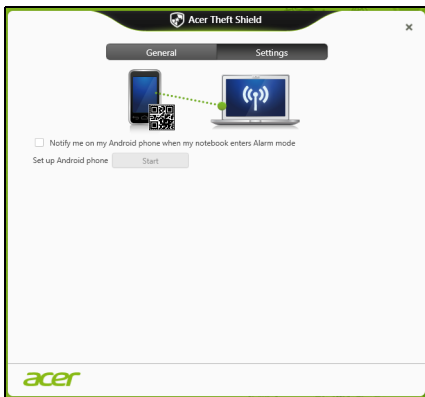 Acer Theft Shield
General Settings
Notify me on my Android phone when my notebook enters Alarm mode
Set up Android phone Start
acer